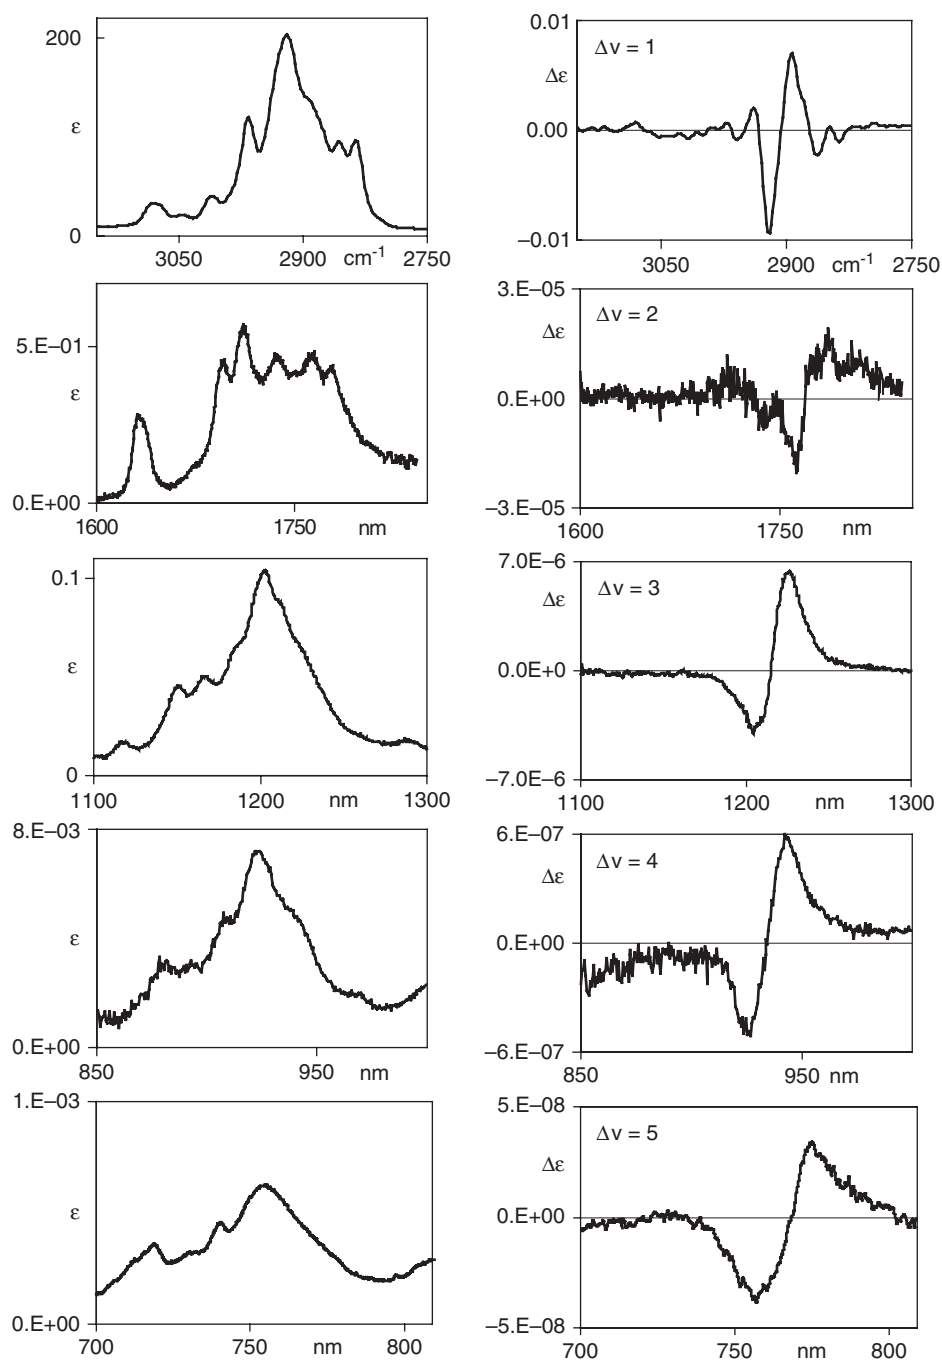 200
ε
0
3050 2900 cm-1 2750
0.01
Δv = 1
Δε
0.00
–0.01
3050 2900 cm-1 2750
5.E–01
ε
0.E+00
1600 1750 nm
3.E–05
Δv = 2
Δε
0.E+00
–3.E–05
1600 1750 nm
0.1
ε
0
1100 1200 nm 1300
7.0E–6
Δv = 3
Δε
0.0E+0
–7.0E–6
1100 1200 nm 1300
8.E–03
ε
0.E+00
850 950 nm
6.E–07
Δv = 4
Δε
0.E+00
–6.E–07
850 950 nm
1.E–03
ε
0.E+00
700 750 nm 800
5.E–08
Δv = 5
Δε
0.E+00
–5.E–08
700 750 nm 800